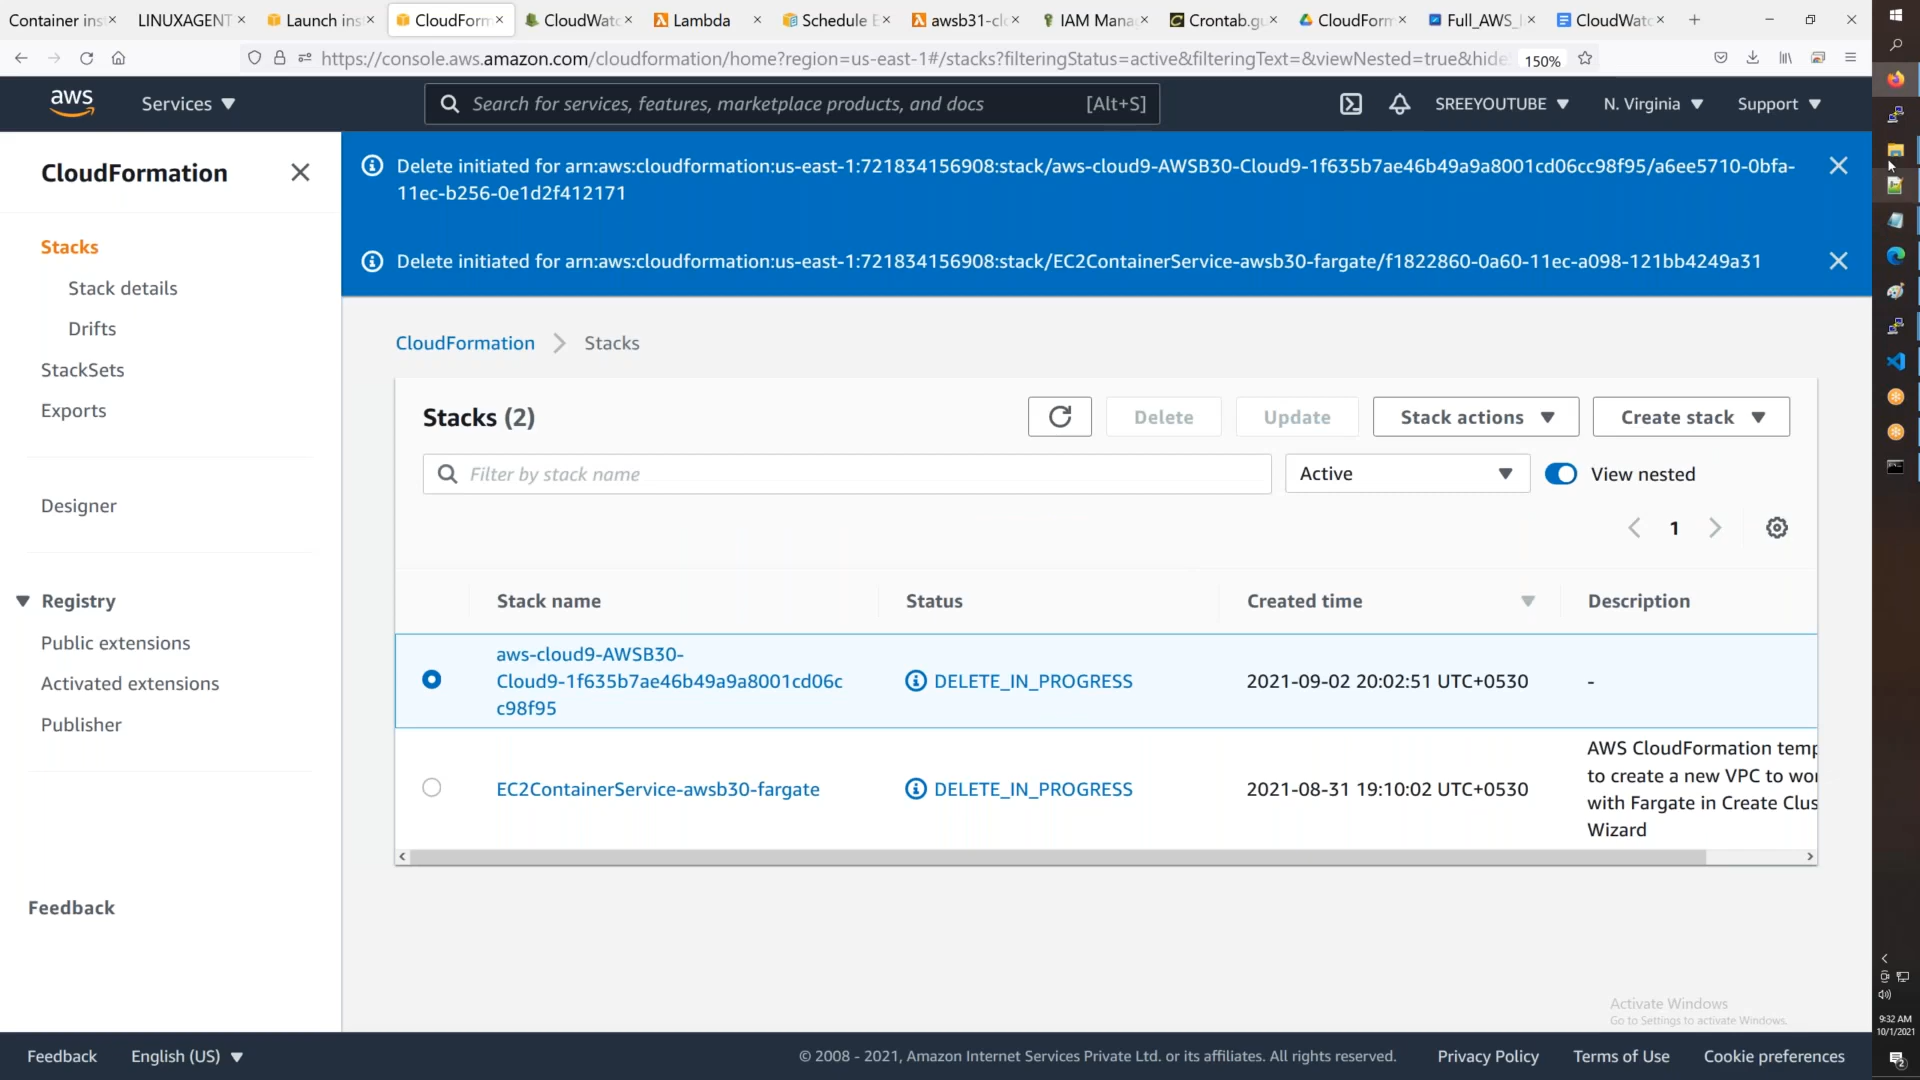 Container ins
LINUXAGENT
Launch ins
CloudForm
CloudWatc
Lambda
Schedule E
awsb31-clo
IAM Mana
Crontab.gu
CloudForm
Full_AWS_
CloudWatc
https://console.aws.amazon.com/cloudformation/home?region=us-east-1#/stacks?filteringStatus=active&filteringText=&viewNested=true&hide
150%
aws
Services
Search for services, features, marketplace products, and docs
[Alt+S]
SREEYOUTUBE
N. Virginia
Support
CloudFormation
Stacks
Stack details
Drifts
StackSets
Exports
Designer
Registry
Public extensions
Activated extensions
Publisher
Feedback
Delete initiated for arn:aws:cloudformation:us-east-1:721834156908:stack/aws-cloud9-AWSB30-Cloud9-1f635b7ae46b49a9a8001cd06cc98f95/a6ee5710-0bfa-
11ec-b256-0e1d2f412171
Delete initiated for arn:aws:cloudformation:us-east-1:721834156908:stack/EC2ContainerService-awsb30-fargate/f1822860-0a60-11ec-a098-121bb4249a31
CloudFormation
Stacks
Stacks (2)
Delete
Update
Stack actions
Create stack
Filter by stack name
Active
View nested
1
Stack name
Status
Created time
Description
aws-cloud9-AWSB30-
Cloud9-1f635b7ae46b49a9a8001cd06c
c98f95
DELETE_IN_PROGRESS
2021-09-02 20:02:51 UTC+0530
-
EC2ContainerService-awsb30-fargate
DELETE_IN_PROGRESS
2021-08-31 19:10:02 UTC+0530
AWS CloudFormation temp
to create a new VPC to wor
with Fargate in Create Clus
Wizard
Activate Windows
Go to Settings to activate Windows.
9:32 AM
10/1/2021
2
Feedback
English (US)
© 2008 - 2021, Amazon Internet Services Private Ltd. or its affiliates. All rights reserved.
Privacy Policy
Terms of Use
Cookie preferences